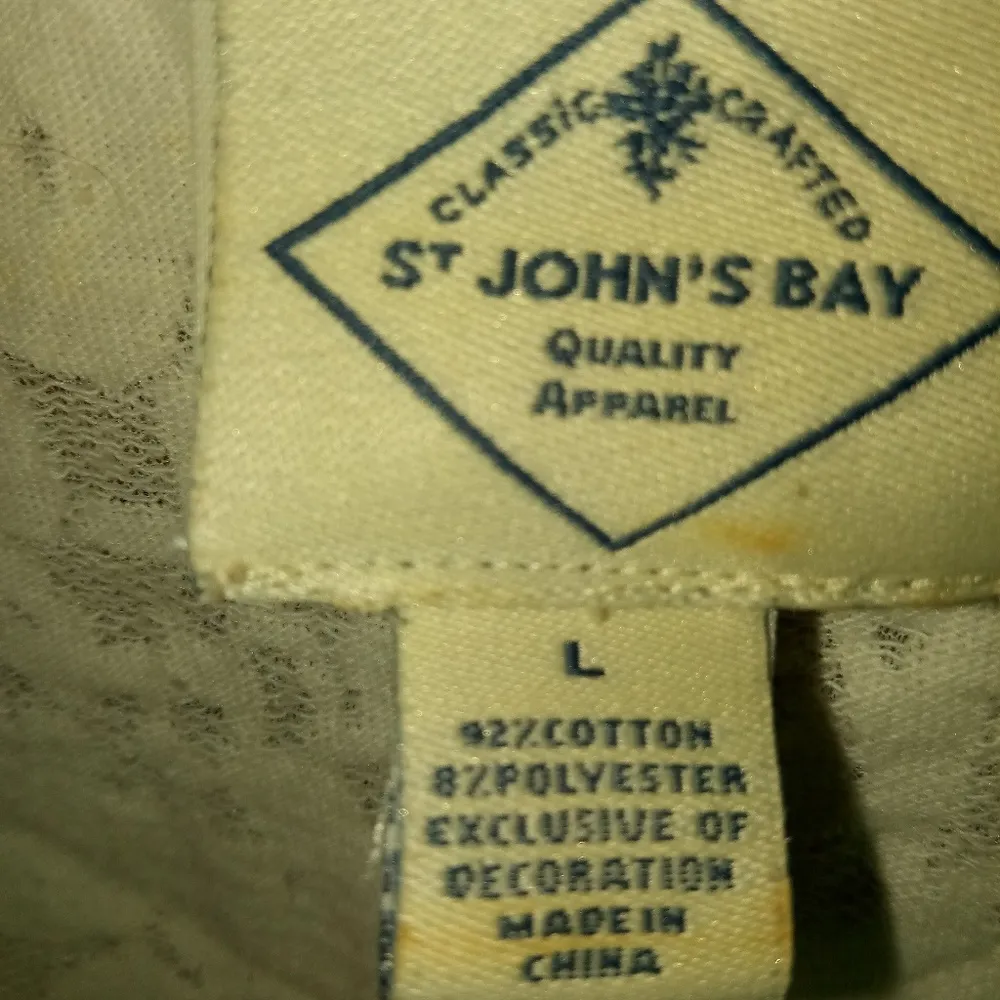 CLASSIC CRAFTED
ST JOHN'S BAY
QUALITY
APPAREL
L
92% COTTON
8% POLYESTER
EXCLUSIVE OF
DECORATION
MADE IN
CHINA